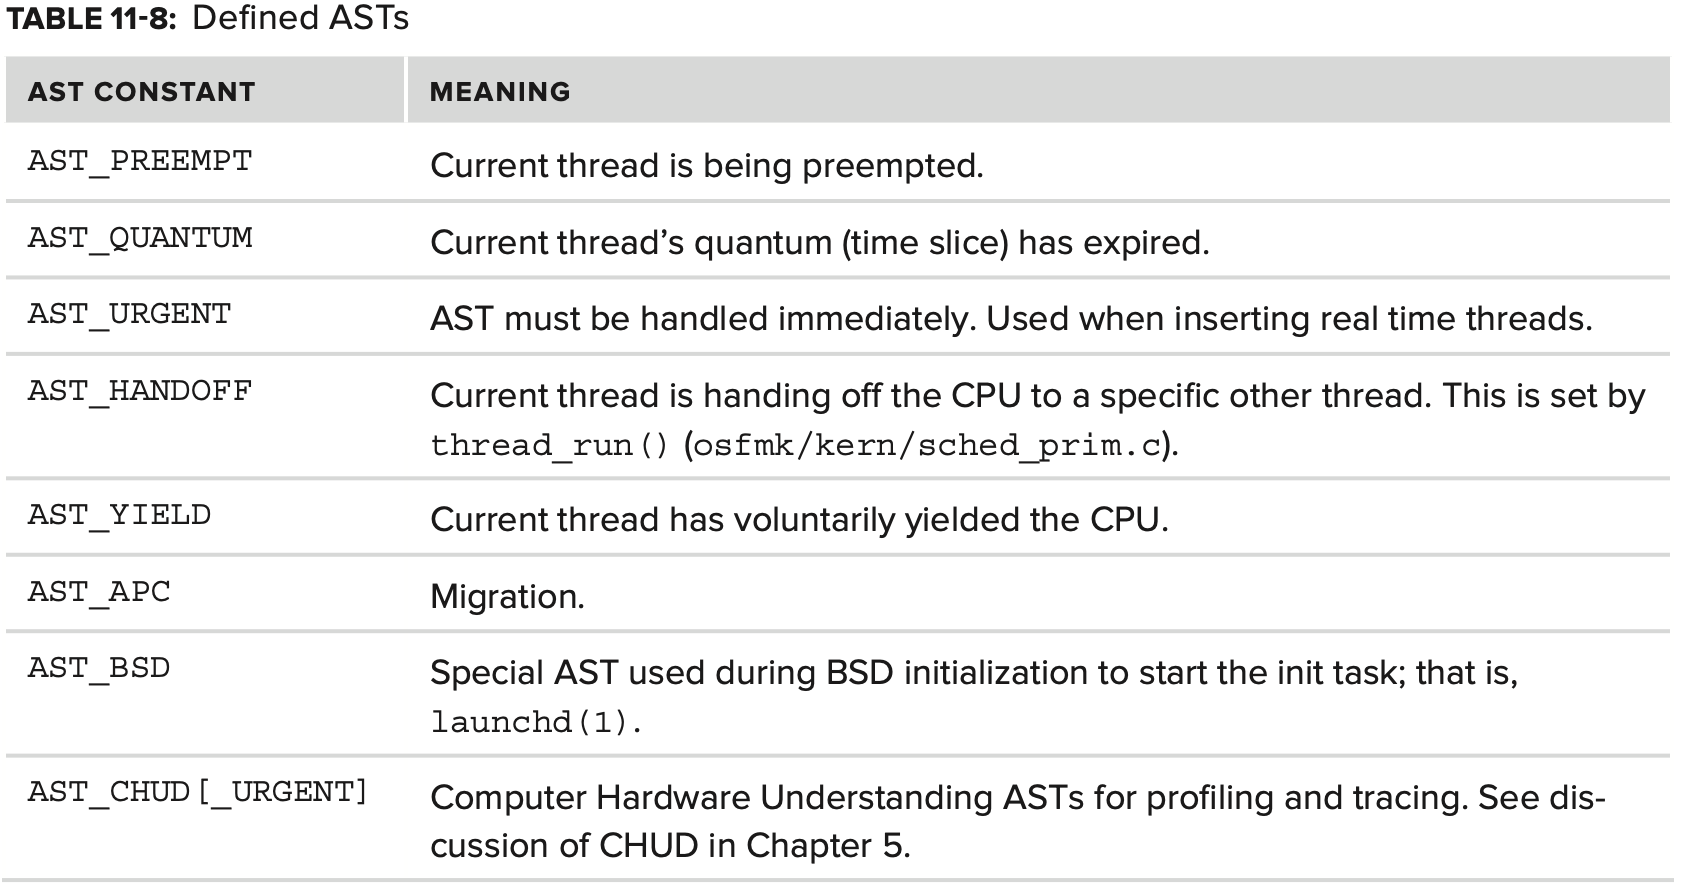 TABLE 11-8: Defined ASTs
AST CONSTANT MEANING
AST_PREEMPT Current thread is being preempted.
AST_QUANTUM Current thread’s quantum (time slice) has expired.
AST_URGENT AST must be handled immediately. Used when inserting real time threads.
AST_HANDOFF Current thread is handing off the CPU to a specific other thread. This is set by
thread_run() (osfmk/kern/sched_prim.c).
AST_YIELD Current thread has voluntarily yielded the CPU.
AST_APC Migration.
AST_BSD Special AST used during BSD initialization to start the init task; that is,
launchd(1).
AST_CHUD[_URGENT] Computer Hardware Understanding ASTs for profiling and tracing. See dis-
cussion of CHUD in Chapter 5.